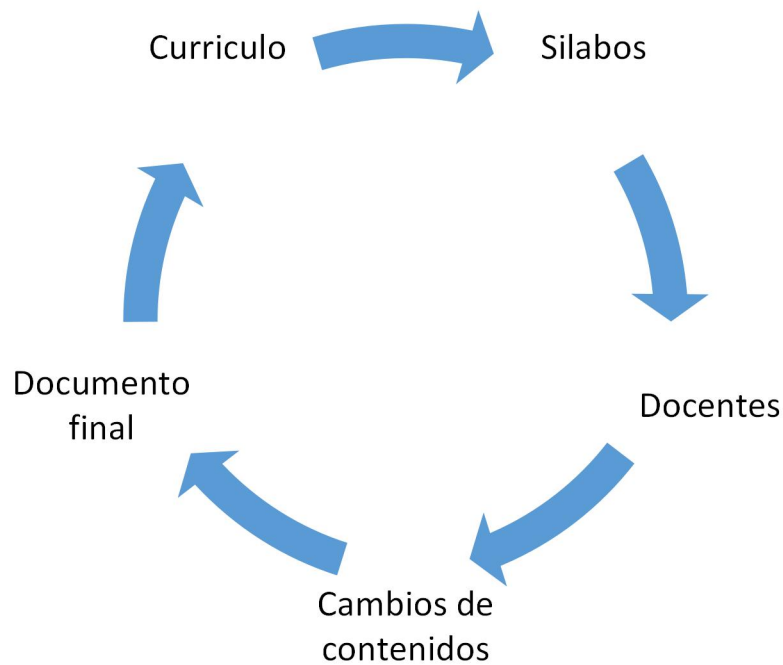 Curriculo
Silabos
Docentes
Cambios de
contenidos
Documento
final